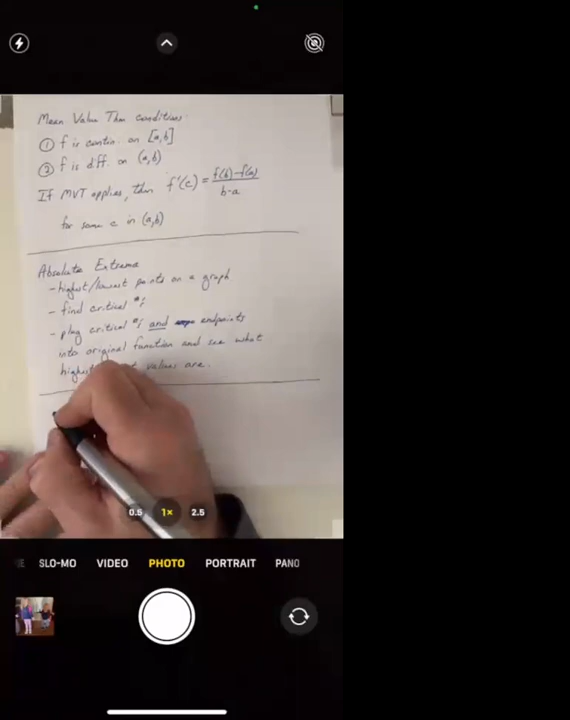 Mean Value Thm conditions:
① f is contin. on [a,b]
② f is diff. on (a,b)
If MVT applies, then f'(c) = f(b)-f(a) / b-a
for some c in (a,b)
Absolute Extrema
- highest/lowest points on a graph
- find critical #s
- plug critical #s and endpoints
into original function and see what
highest values are.
0.5 1× 2.5
SLO-MO VIDEO PHOTO PORTRAIT PANO